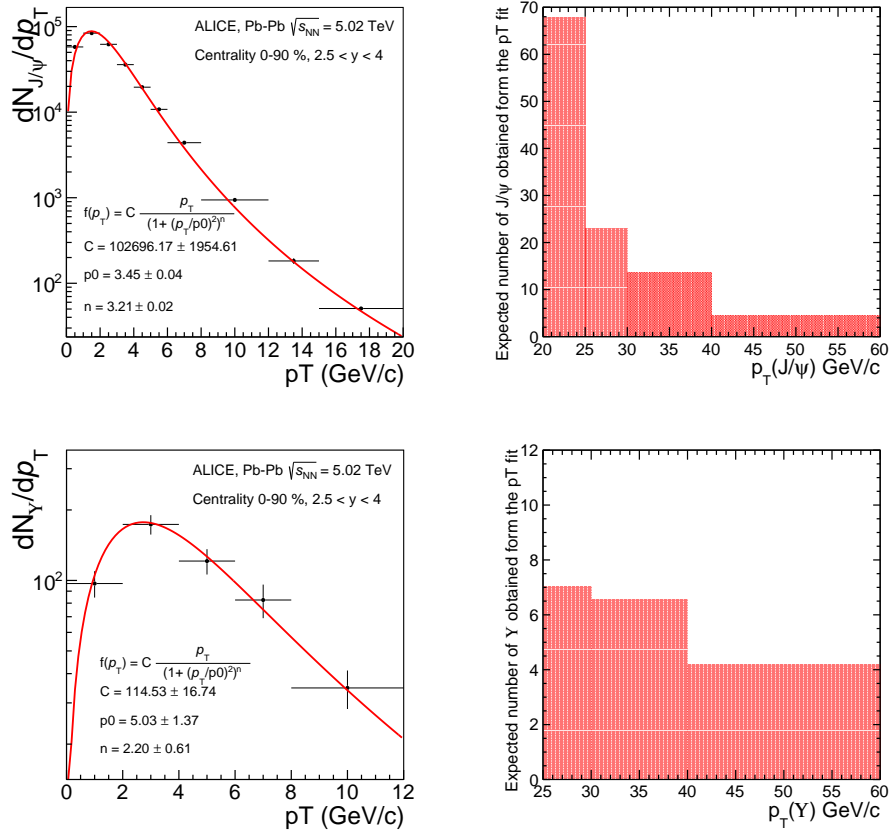 dN_{J/ψ}/dp_T
10^5
10^4
10^3
10^2
ALICE, Pb-Pb √s_{NN} = 5.02 TeV
Centrality 0-90 %, 2.5 < y < 4
f(p_T) = C p_T / (1+ (p_T/p0)^2)^n
C = 102696.17 ± 1954.61
p0 = 3.45 ± 0.04
n = 3.21 ± 0.02
0 2 4 6 8 10 12 14 16 18 20
pT (GeV/c)
Expected number of J/ψ obtained form the pT fit
70
60
50
40
30
20
10
0
20 25 30 35 40 45 50 55 60
p_T(J/ψ) GeV/c
dN_Υ/dp_T
10^2
ALICE, Pb-Pb √s_{NN} = 5.02 TeV
Centrality 0-90 %, 2.5 < y < 4
f(p_T) = C p_T / (1+ (p_T/p0)^2)^n
C = 114.53 ± 16.74
p0 = 5.03 ± 1.37
n = 2.20 ± 0.61
0 2 4 6 8 10 12
pT (GeV/c)
Expected number of Υ obtained form the pT fit
12
10
8
6
4
2
0
25 30 35 40 45 50 55 60
p_T(Υ) GeV/c